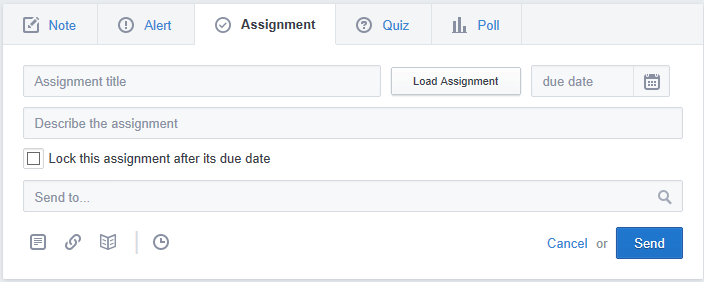 Note Alert Assignment Quiz Poll
Assignment title Load Assignment due date
Describe the assignment
Lock this assignment after its due date
Send to...
Cancel or Send